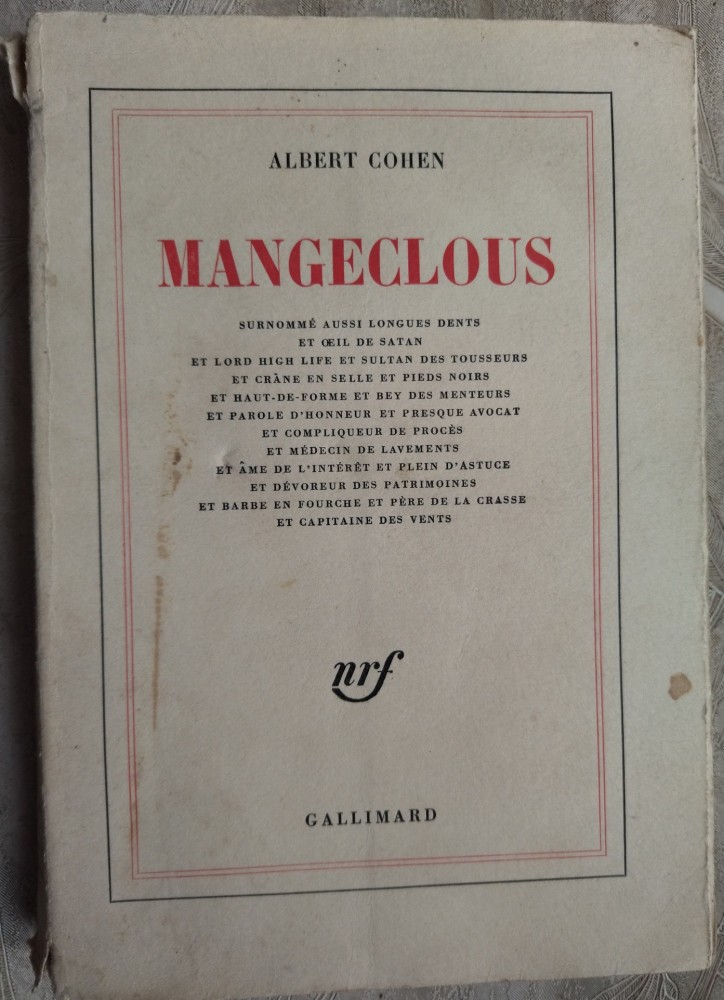 ALBERT COHEN
MANGECLOUS
SURNOMMÉ AUSSI LONGUES DENTS
ET ŒIL DE SATAN
ET LORD HIGH LIFE ET SULTAN DES TOUSSEURS
ET CRÂNE EN SELLE ET PIEDS NOIRS
ET HAUT-DE-FORME ET BEY DES MENTEURS
ET PAROLE D'HONNEUR ET PRESQUE AVOCAT
ET COMPLIQUEUR DE PROCÈS
ET MÉDECIN DE LAVEMENTS
ET ÂME DE L'INTÉRÊT ET PLEIN D'ASTUCE
ET DÉVOREUR DES PATRIMOINES
ET BARBE EN FOURCHE ET PÈRE DE LA CRASSE
ET CAPITAINE DES VENTS
nrf
GALLIMARD